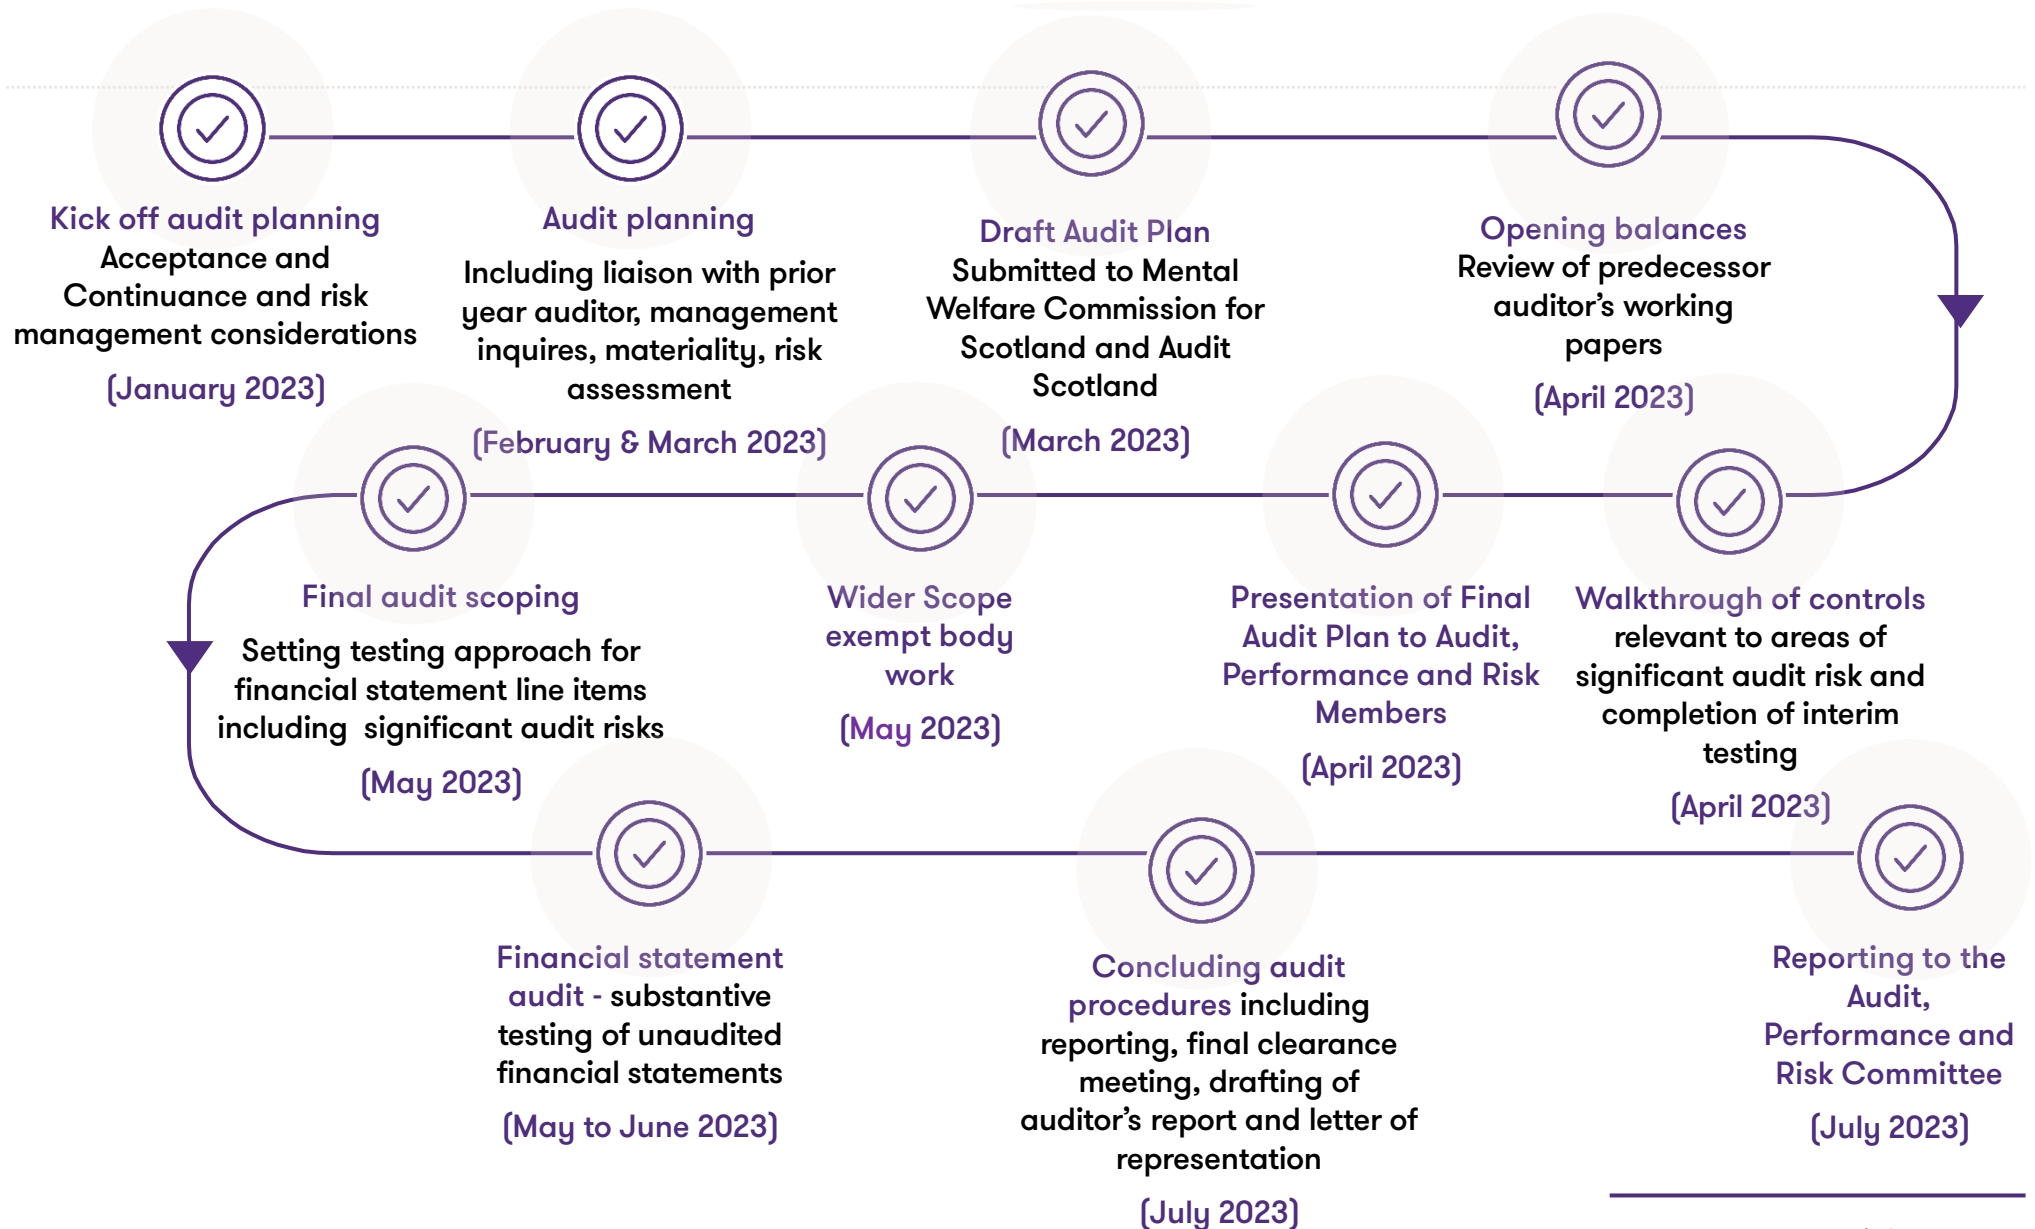 Kick off audit planning
Acceptance and
Continuance and risk
management considerations
(January 2023)
Audit planning
Including liaison with prior
year auditor, management
inquires, materiality, risk
assessment
(February & March 2023)
Draft Audit Plan
Submitted to Mental
Welfare Commission for
Scotland and Audit
Scotland
(March 2023)
Opening balances
Review of predecessor
auditor’s working
papers
(April 2023)
Walkthrough of controls
relevant to areas of
significant audit risk and
completion of interim
testing
(April 2023)
Presentation of Final
Audit Plan to Audit,
Performance and Risk
Members
(April 2023)
Wider Scope
exempt body
work
(May 2023)
Final audit scoping
Setting testing approach for
financial statement line items
including  significant audit risks
(May 2023)
Financial statement
audit - substantive
testing of unaudited
financial statements
(May to June 2023)
Concluding audit
procedures including
reporting, final clearance
meeting, drafting of
auditor’s report and letter of
representation
(July 2023)
Reporting to the
Audit,
Performance and
Risk Committee
(July 2023)